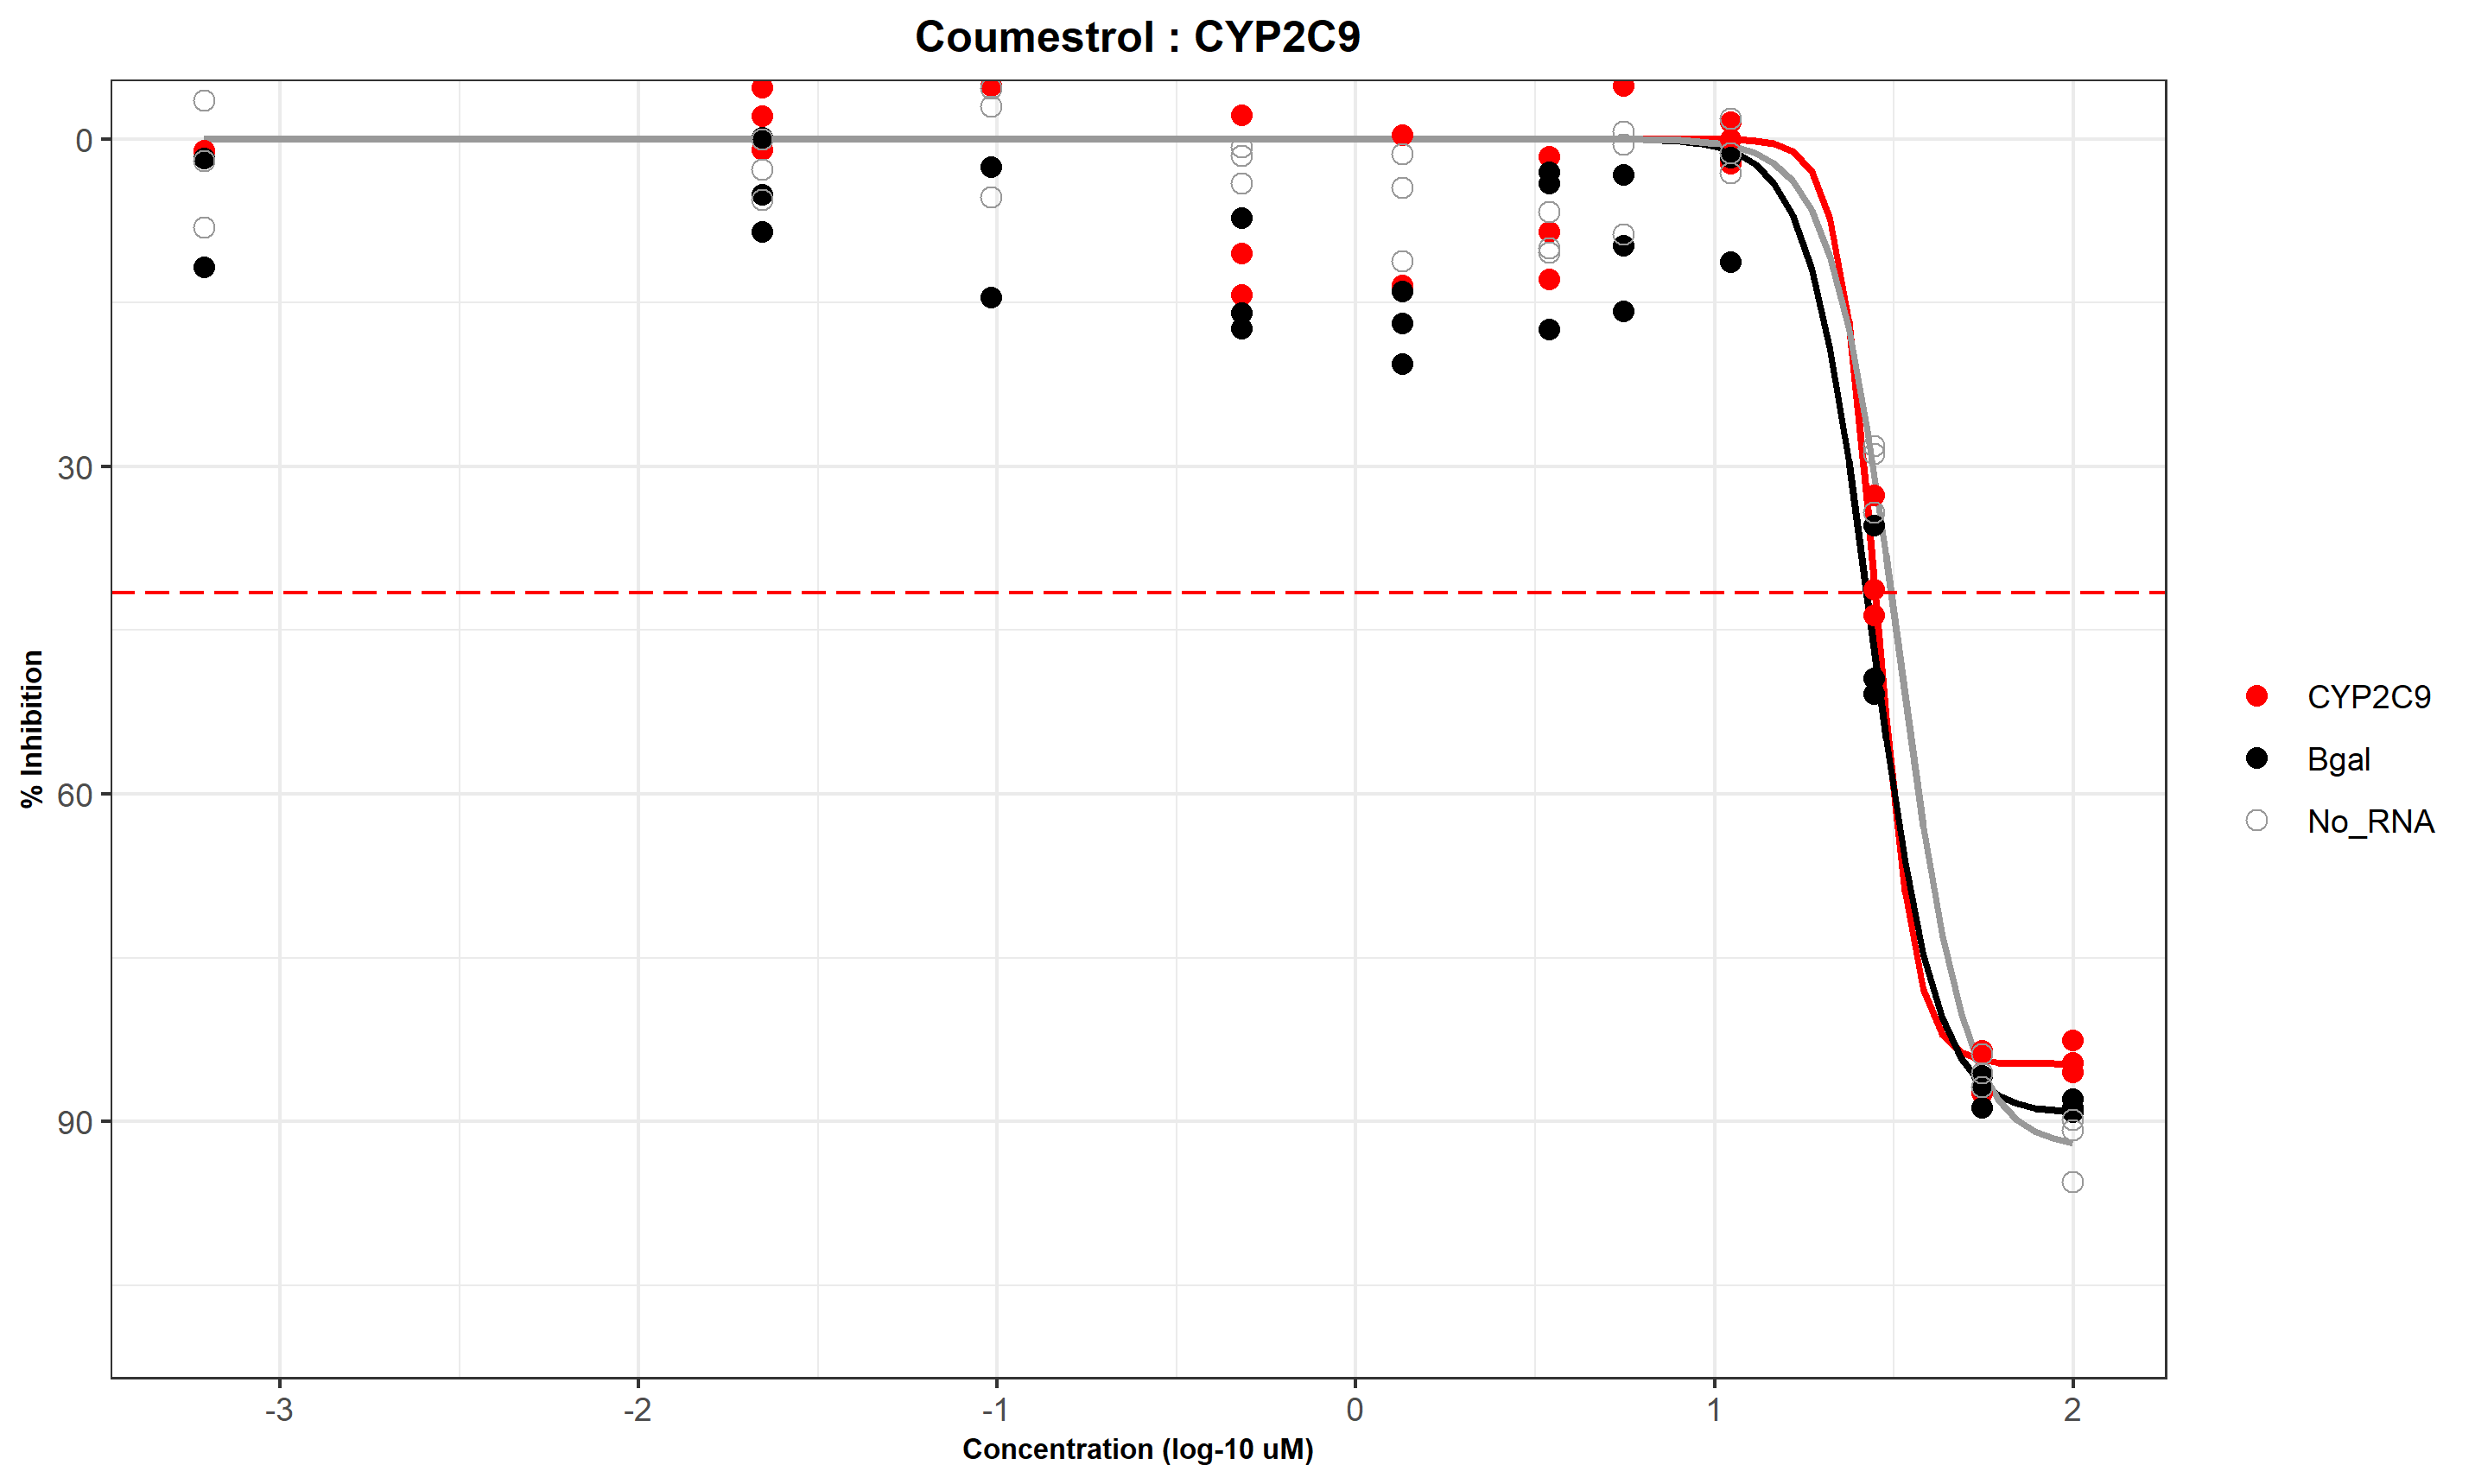 Coumestrol : CYP2C9
0
30
60
90
% Inhibition
-3
-2
-1
0
1
2
Concentration (log-10 uM)
CYP2C9
Bgal
No_RNA